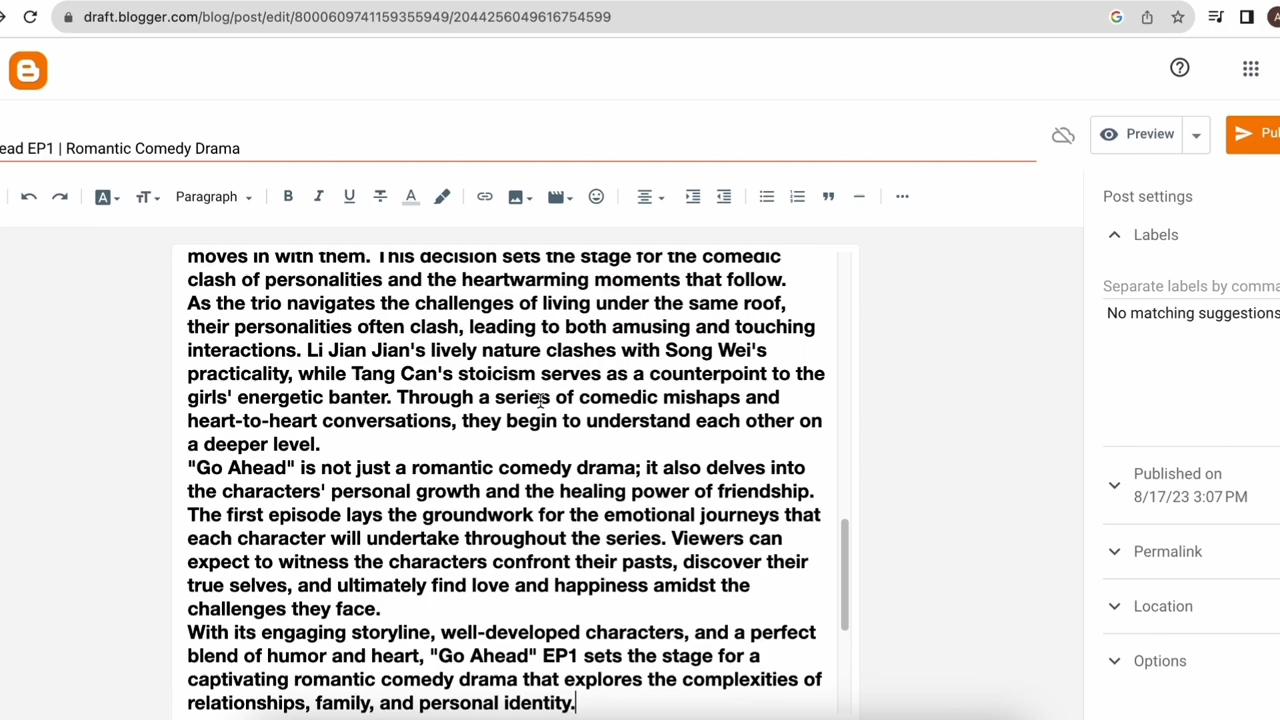 draft.blogger.com/blog/post/edit/8000609741159355949/2044256049616754599
ead EP1 | Romantic Comedy Drama
Preview
Pu
Paragraph
moves in with them. This decision sets the stage for the comedic
clash of personalities and the heartwarming moments that follow.
As the trio navigates the challenges of living under the same roof,
their personalities often clash, leading to both amusing and touching
interactions. Li Jian Jian's lively nature clashes with Song Wei's
practicality, while Tang Can's stoicism serves as a counterpoint to the
girls' energetic banter. Through a series of comedic mishaps and
heart-to-heart conversations, they begin to understand each other on
a deeper level.
"Go Ahead" is not just a romantic comedy drama; it also delves into
the characters' personal growth and the healing power of friendship.
The first episode lays the groundwork for the emotional journeys that
each character will undertake throughout the series. Viewers can
expect to witness the characters confront their pasts, discover their
true selves, and ultimately find love and happiness amidst the
challenges they face.
With its engaging storyline, well-developed characters, and a perfect
blend of humor and heart, "Go Ahead" EP1 sets the stage for a
captivating romantic comedy drama that explores the complexities of
relationships, family, and personal identity.
Post settings
Labels
Separate labels by comma
No matching suggestions
Published on
8/17/23 3:07 PM
Permalink
Location
Options